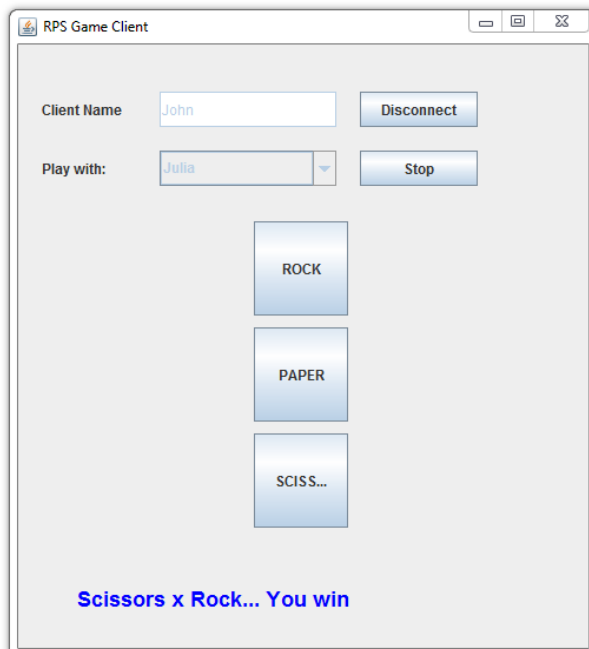 RPS Game Client
Client Name John Disconnect
Play with: Julia Stop
ROCK
PAPER
SCISS...
Scissors x Rock... You win